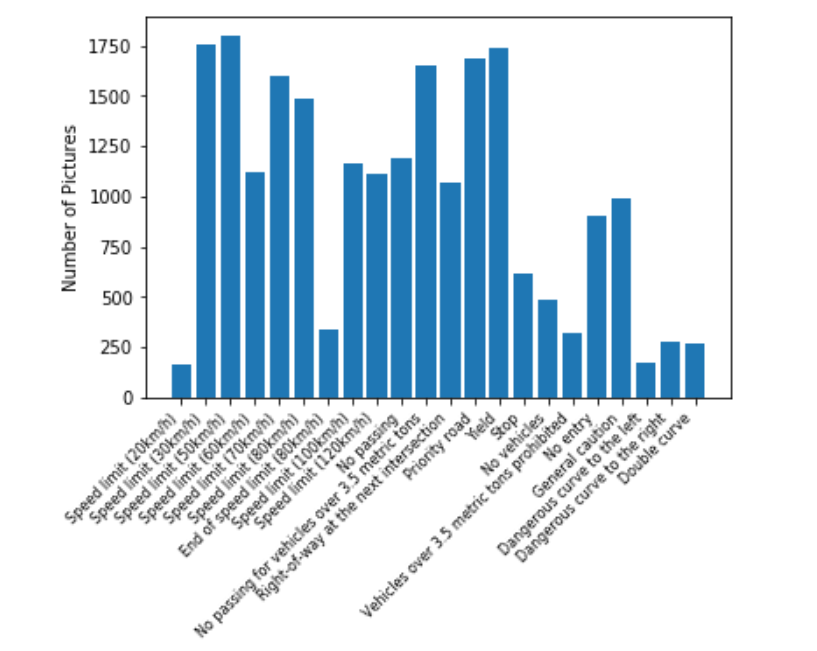 Number of Pictures
1750
1500
1250
1000
750
500
250
0
Speed limit (20km/h)
Speed limit (30km/h)
Speed limit (50km/h)
Speed limit (60km/h)
Speed limit (70km/h)
Speed limit (80km/h)
End of speed limit (80km/h)
Speed limit (100km/h)
Speed limit (120km/h)
No passing
No passing for vehicles over 3.5 metric tons
Right-of-way at the next intersection
Priority road
Yield
Stop
No vehicles
Vehicles over 3.5 metric tons prohibited
No entry
General caution
Dangerous curve to the left
Dangerous curve to the right
Double curve